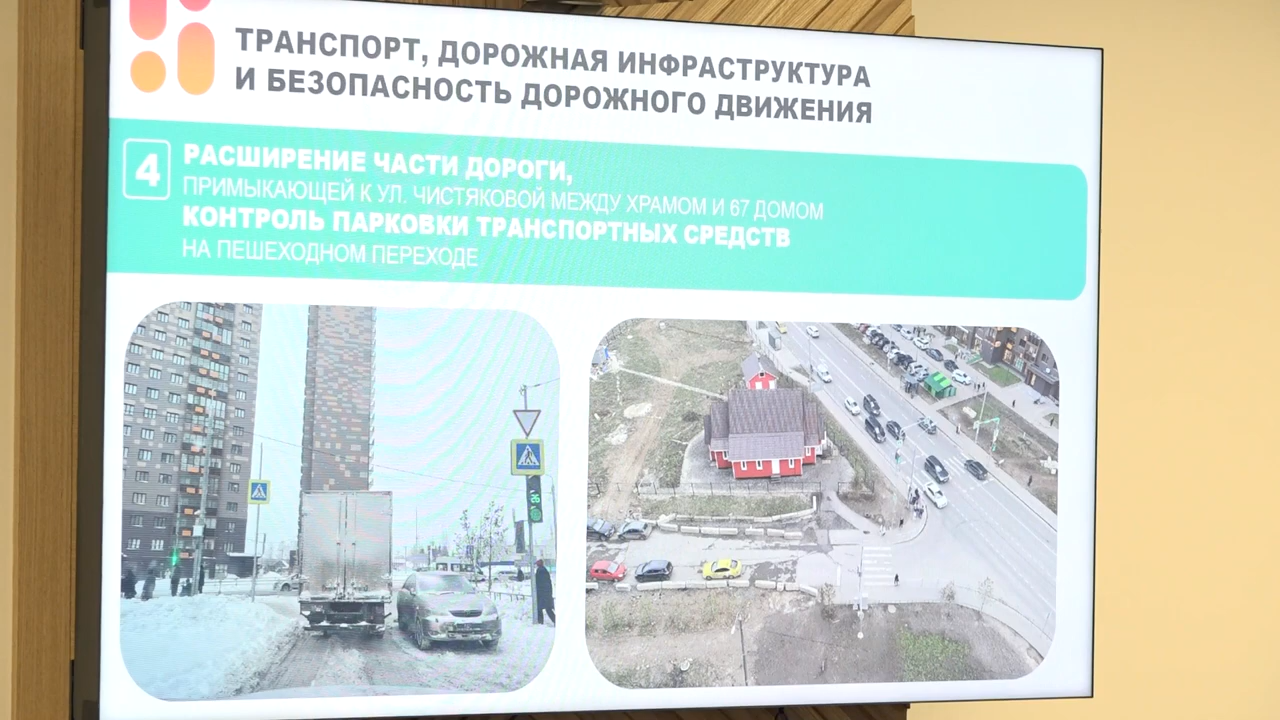 ТРАНСПОРТ, ДОРОЖНАЯ ИНФРАСТРУКТУРА
И БЕЗОПАСНОСТЬ ДОРОЖНОГО ДВИЖЕНИЯ
4
РАСШИРЕНИЕ ЧАСТИ ДОРОГИ,
ПРИМЫКАЮЩЕЙ К УЛ. ЧИСТЯКОВОЙ МЕЖДУ ХРАМОМ И 67 ДОМОМ
КОНТРОЛЬ ПАРКОВКИ ТРАНСПОРТНЫХ СРЕДСТВ
НА ПЕШЕХОДНОМ ПЕРЕХОДЕ